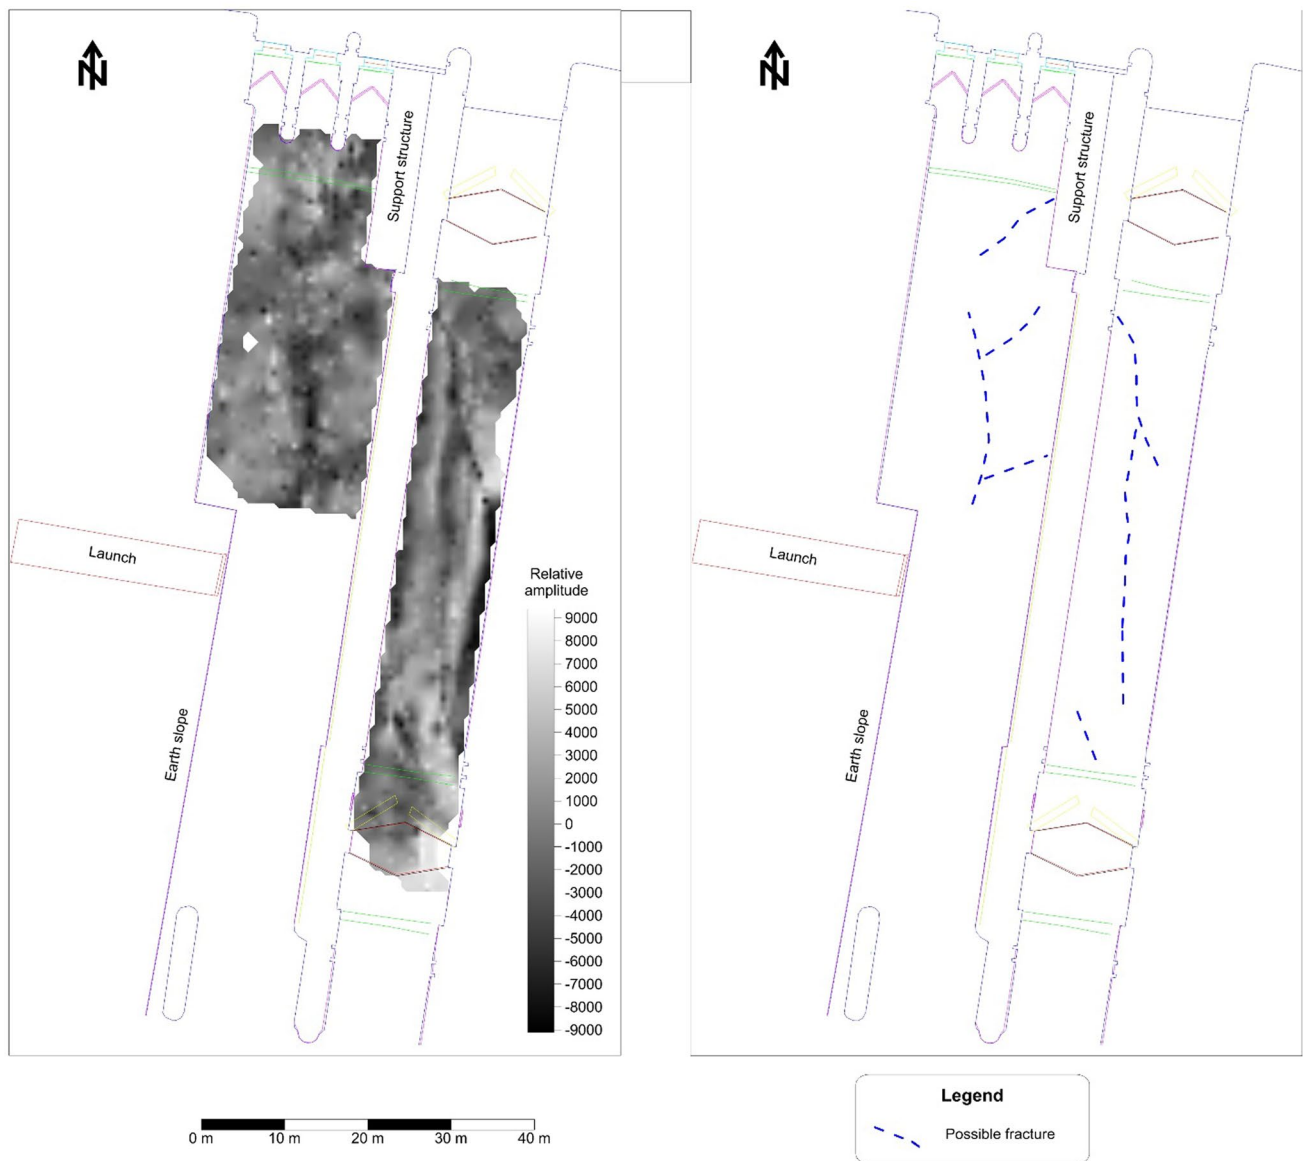 N
N
Support structure
Support structure
Launch
Launch
Relative
amplitude
9000
8000
7000
6000
5000
4000
3000
2000
1000
0
-1000
-2000
-3000
-4000
-5000
-6000
-7000
-8000
-9000
Earth slope
Earth slope
0 m 10 m 20 m 30 m 40 m
Legend
Possible fracture